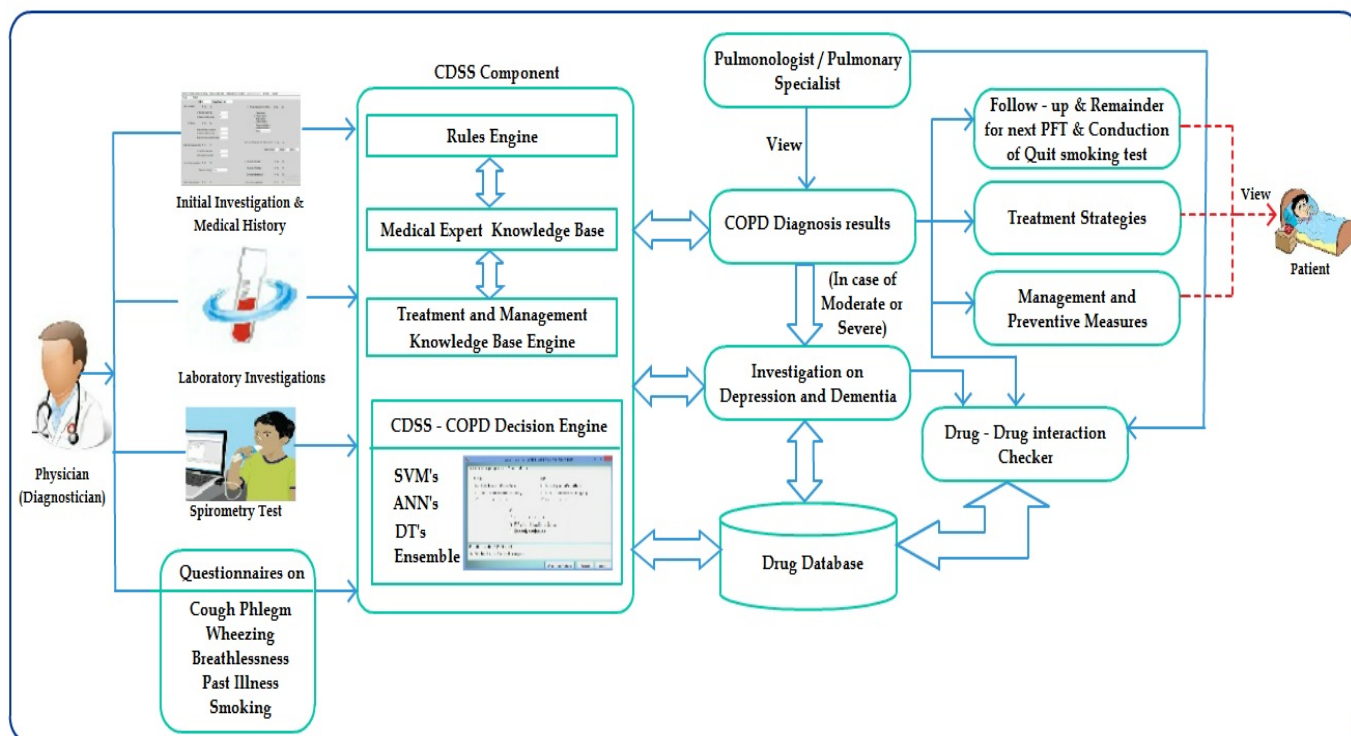 CDSS Component
Pulmonologist / Pulmonary
Specialist
Rules Engine
Follow - up & Remainder
for next PFT & Conduction
of Quit smoking test
View
View
Initial Investigation &
Medical History
Medical Expert Knowledge Base
COPD Diagnosis results
Treatment Strategies
Patient
(In case of
Moderate or
Severe)
Management and
Preventive Measures
Treatment and Management
Knowledge Base Engine
Laboratory Investigations
Investigation on
Depression and Dementia
CDSS - COPD Decision Engine
Drug - Drug interaction
Checker
SVM's
ANN's
DT's
Ensemble
Physician
(Diagnostician)
Spirometry Test
Drug Database
Questionnaires on
Cough Phlegm
Wheezing
Breathlessness
Past Illness
Smoking